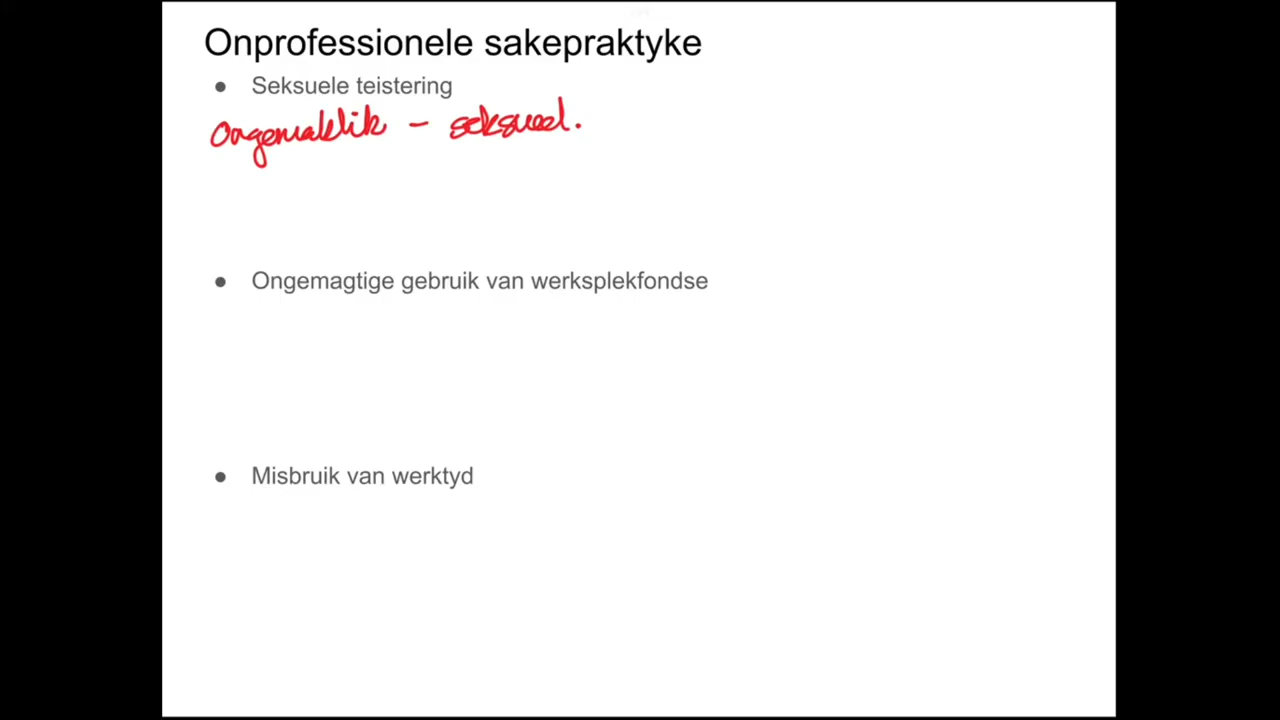 Onprofessionele sakepraktyke
● Seksuele teistering
Ongemaklik - seksueel.
● Ongemagtige gebruik van werksplekfondse
● Misbruik van werktyd